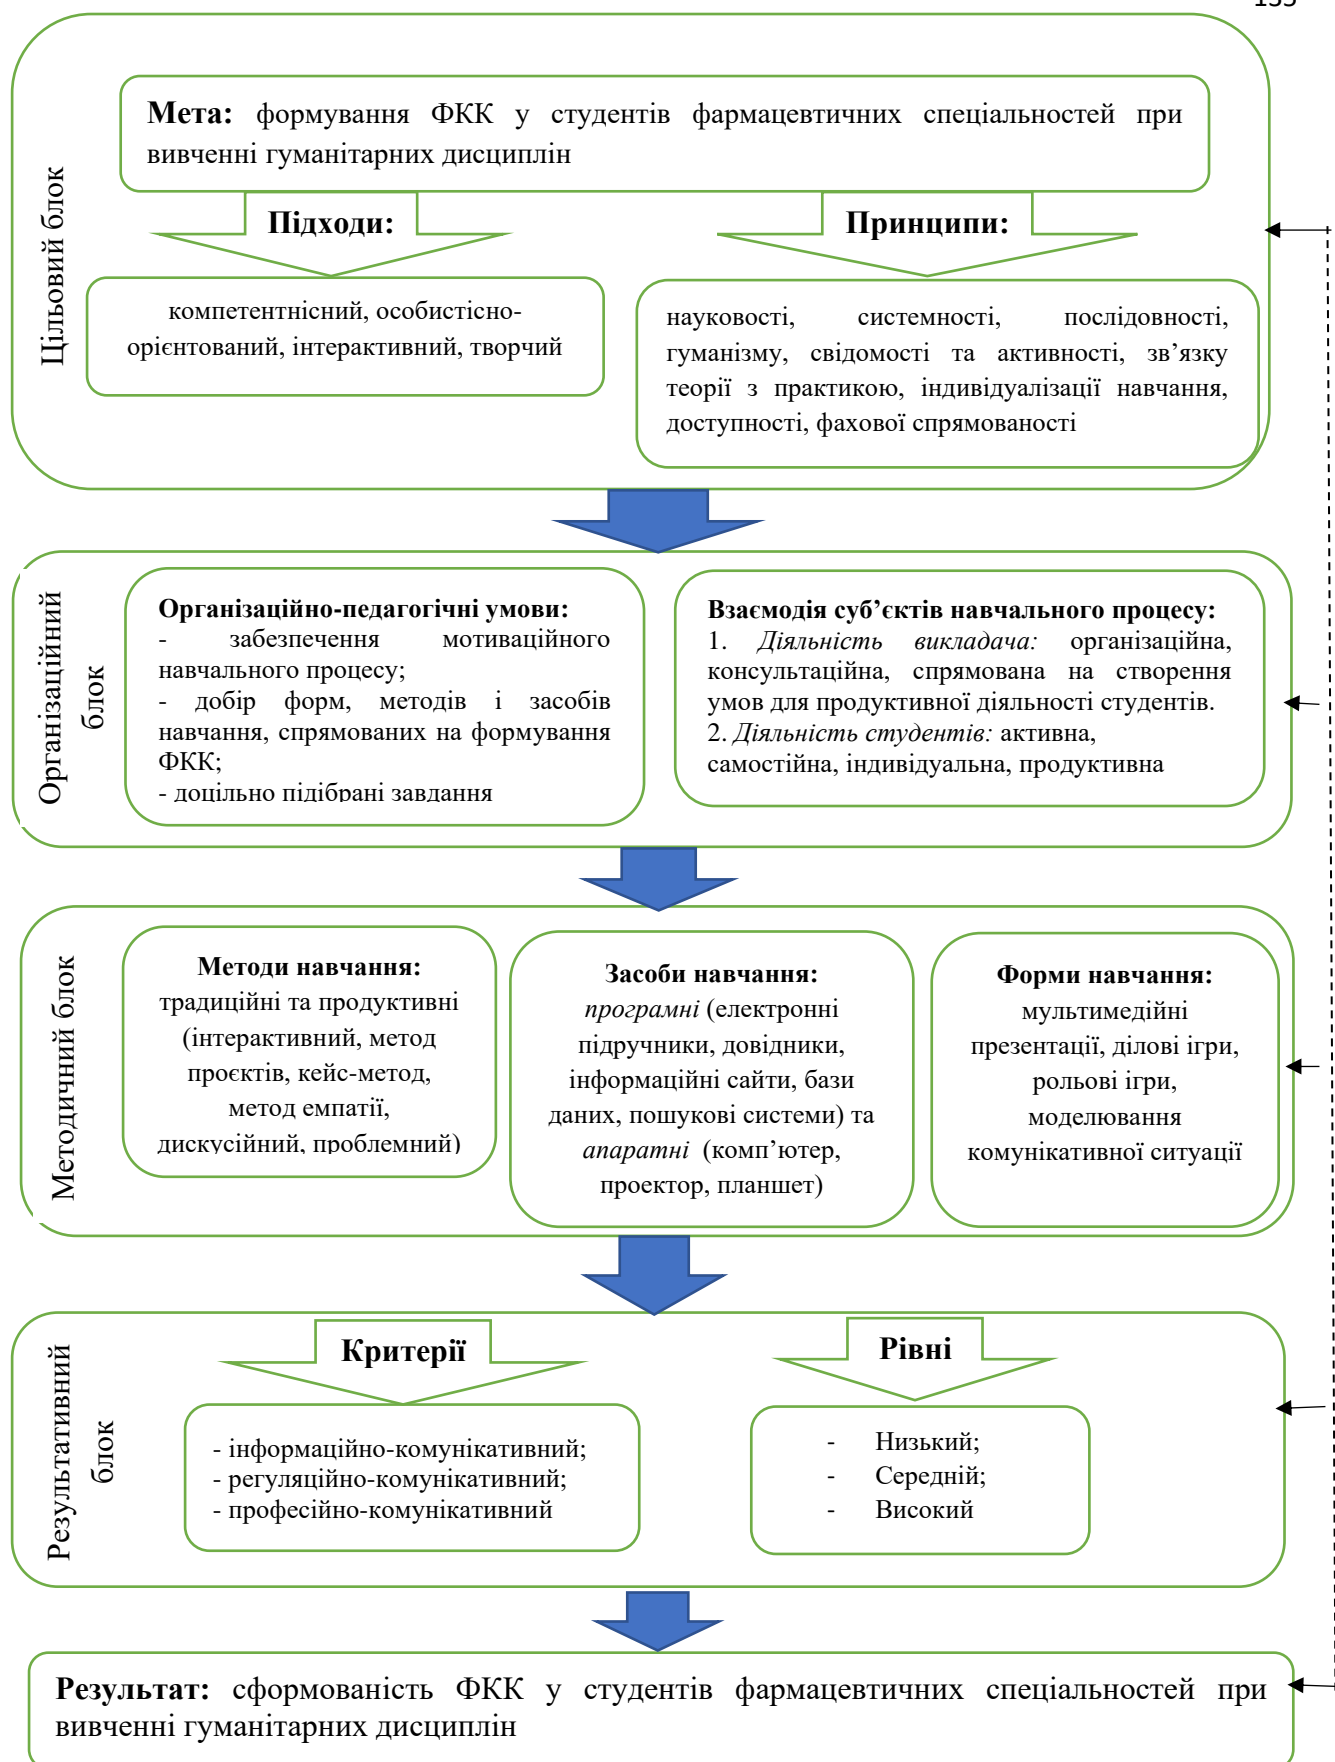 Цільовий блок
Мета: формування ФКК у студентів фармацевтичних спеціальностей при
вивченні гуманітарних дисциплін
Підходи:
компетентнісний, особистісно-
орієнтований, інтерактивний, творчий
Принципи:
науковості, системності, послідовності,
гуманізму, свідомості та активності, зв’язку
теорії з практикою, індивідуалізації навчання,
доступності, фахової спрямованості
Організаційний
блок
Організаційно-педагогічні умови:
- забезпечення мотиваційного
навчального процесу;
- добір форм, методів і засобів
навчання, спрямованих на формування
ФКК;
- доцільно підібрані завдання
Взаємодія суб’єктів навчального процесу:
1. Діяльність викладача: організаційна,
консультаційна, спрямована на створення
умов для продуктивної діяльності студентів.
2. Діяльність студентів: активна,
самостійна, індивідуальна, продуктивна
Методичний блок
Методи навчання:
традиційні та продуктивні
(інтерактивний, метод
проєктів, кейс-метод,
метод емпатії,
дискусійний, проблемний)
Засоби навчання:
програмні (електронні
підручники, довідники,
інформаційні сайти, бази
даних, пошукові системи) та
апаратні (комп’ютер,
проектор, планшет)
Форми навчання:
мультимедійні
презентації, ділові ігри,
рольові ігри,
моделювання
комунікативної ситуації
Результативний
блок
Критерії
- інформаційно-комунікативний;
- регуляційно-комунікативний;
- професійно-комунікативний
Рівні
- Низький;
- Середній;
- Високий
Результат: сформованість ФКК у студентів фармацевтичних спеціальностей при
вивченні гуманітарних дисциплін